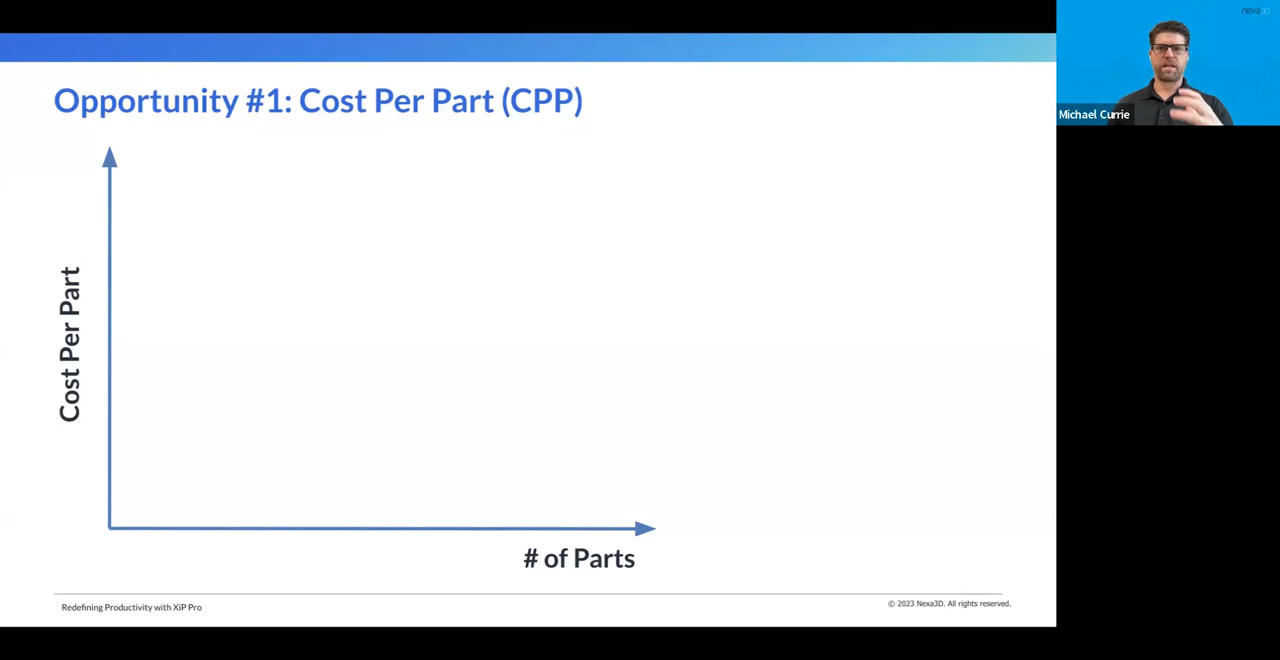 Opportunity #1: Cost Per Part (CPP)
Cost Per Part
# of Parts
Redefining Productivity with XiP Pro
© 2023 Nexa3D. All rights reserved.
nexa3D
Michael Currie